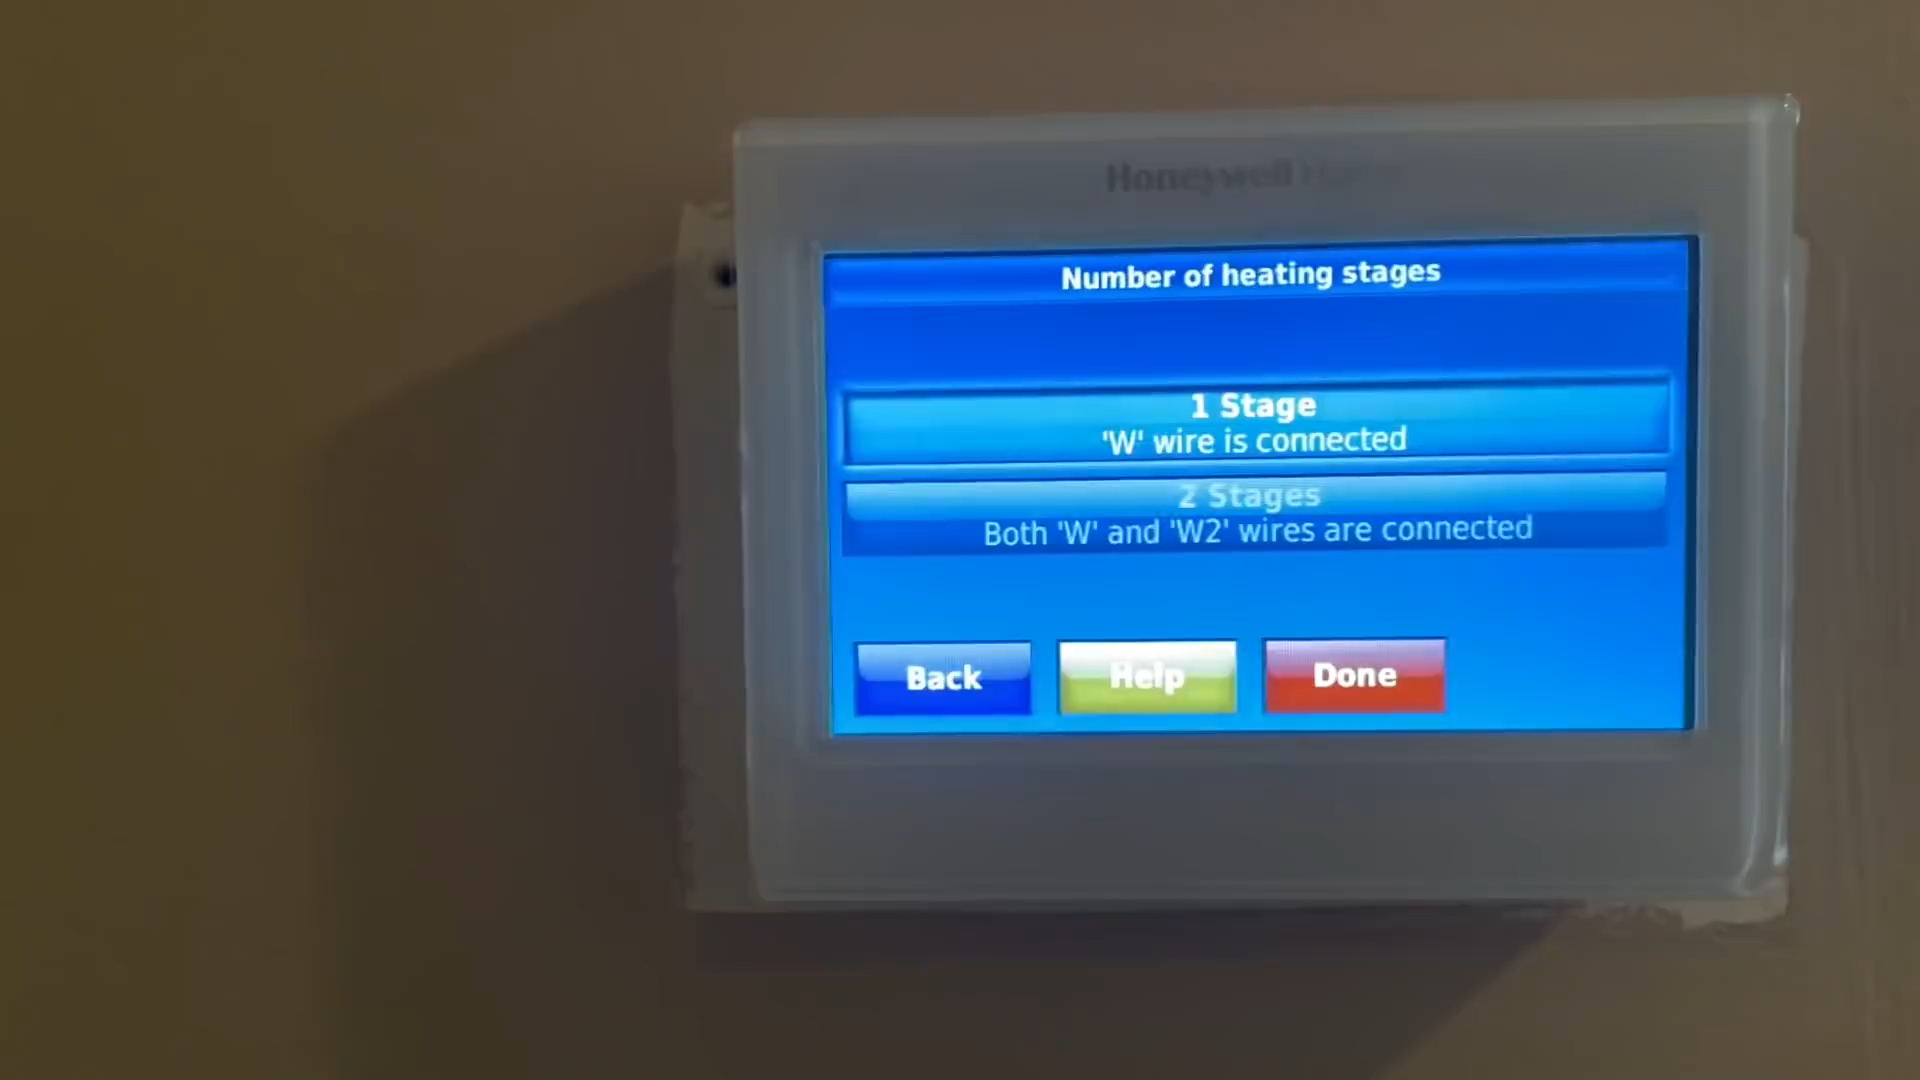 Honeywell
Number of heating stages
1 Stage
'W' wire is connected
2 Stages
Both 'W' and 'W2' wires are connected
Back
Help
Done